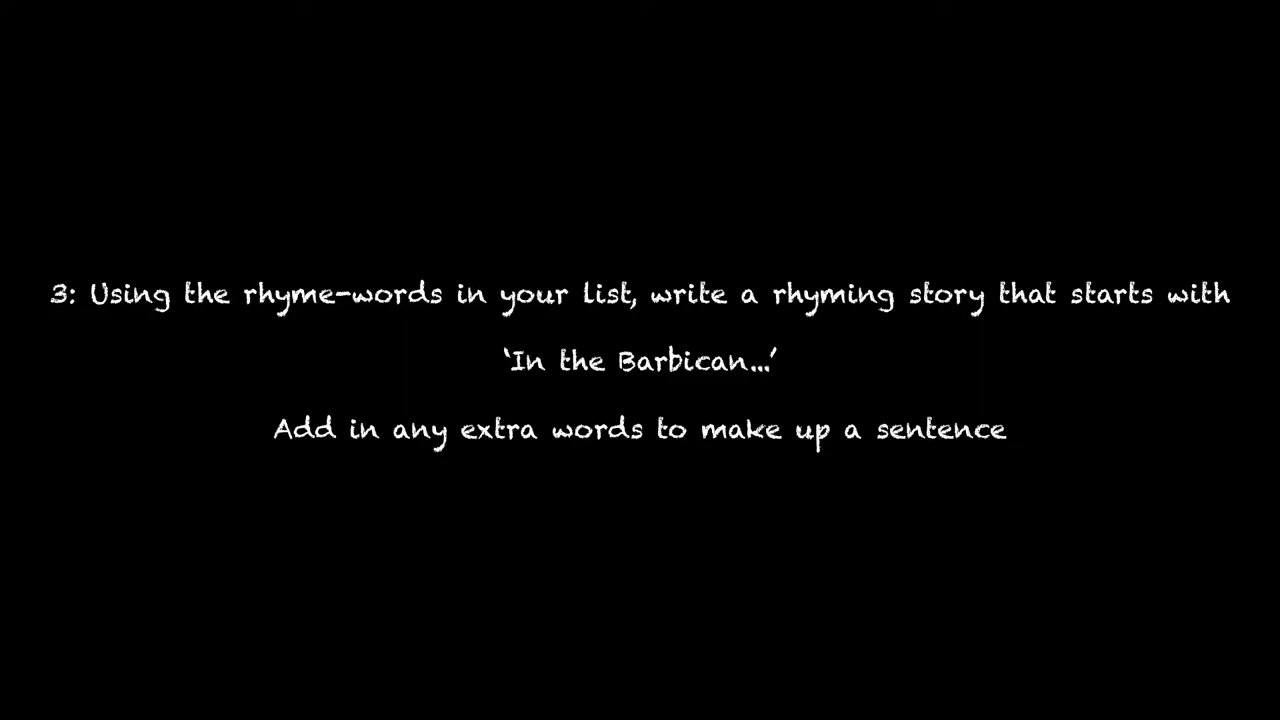 3: Using the rhyme-words in your list, write a rhyming story that starts with
‘In the Barbican...’
Add in any extra words to make up a sentence